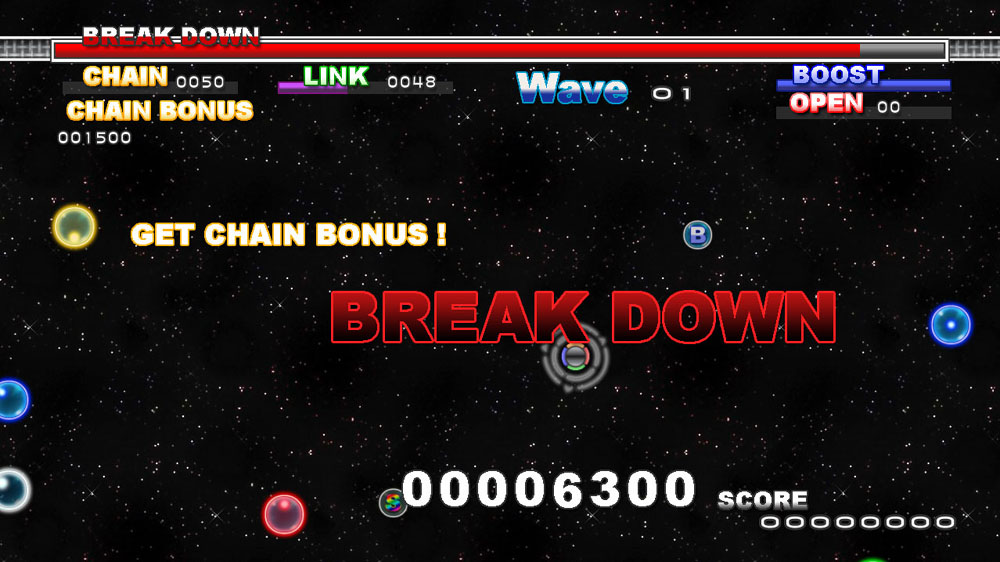 BREAK DOWN
CHAIN 0050
LINK 0048
Wave 01
BOOST
OPEN 00
CHAIN BONUS
001500
GET CHAIN BONUS !
B
BREAK DOWN
00006300
SCORE
00000000